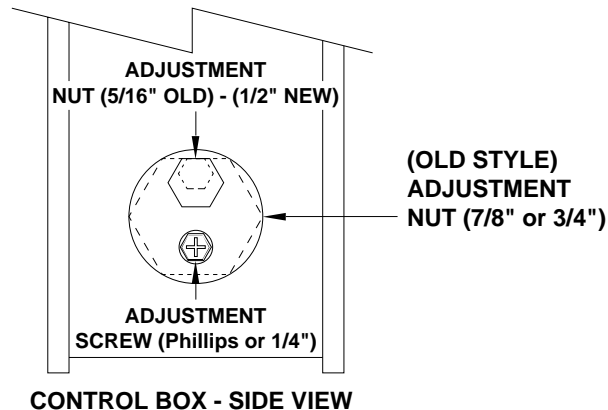 ADJUSTMENT
NUT (5/16" OLD) - (1/2" NEW)
(OLD STYLE)
ADJUSTMENT
NUT (7/8" or 3/4")
ADJUSTMENT
SCREW (Phillips or 1/4")
CONTROL BOX - SIDE VIEW